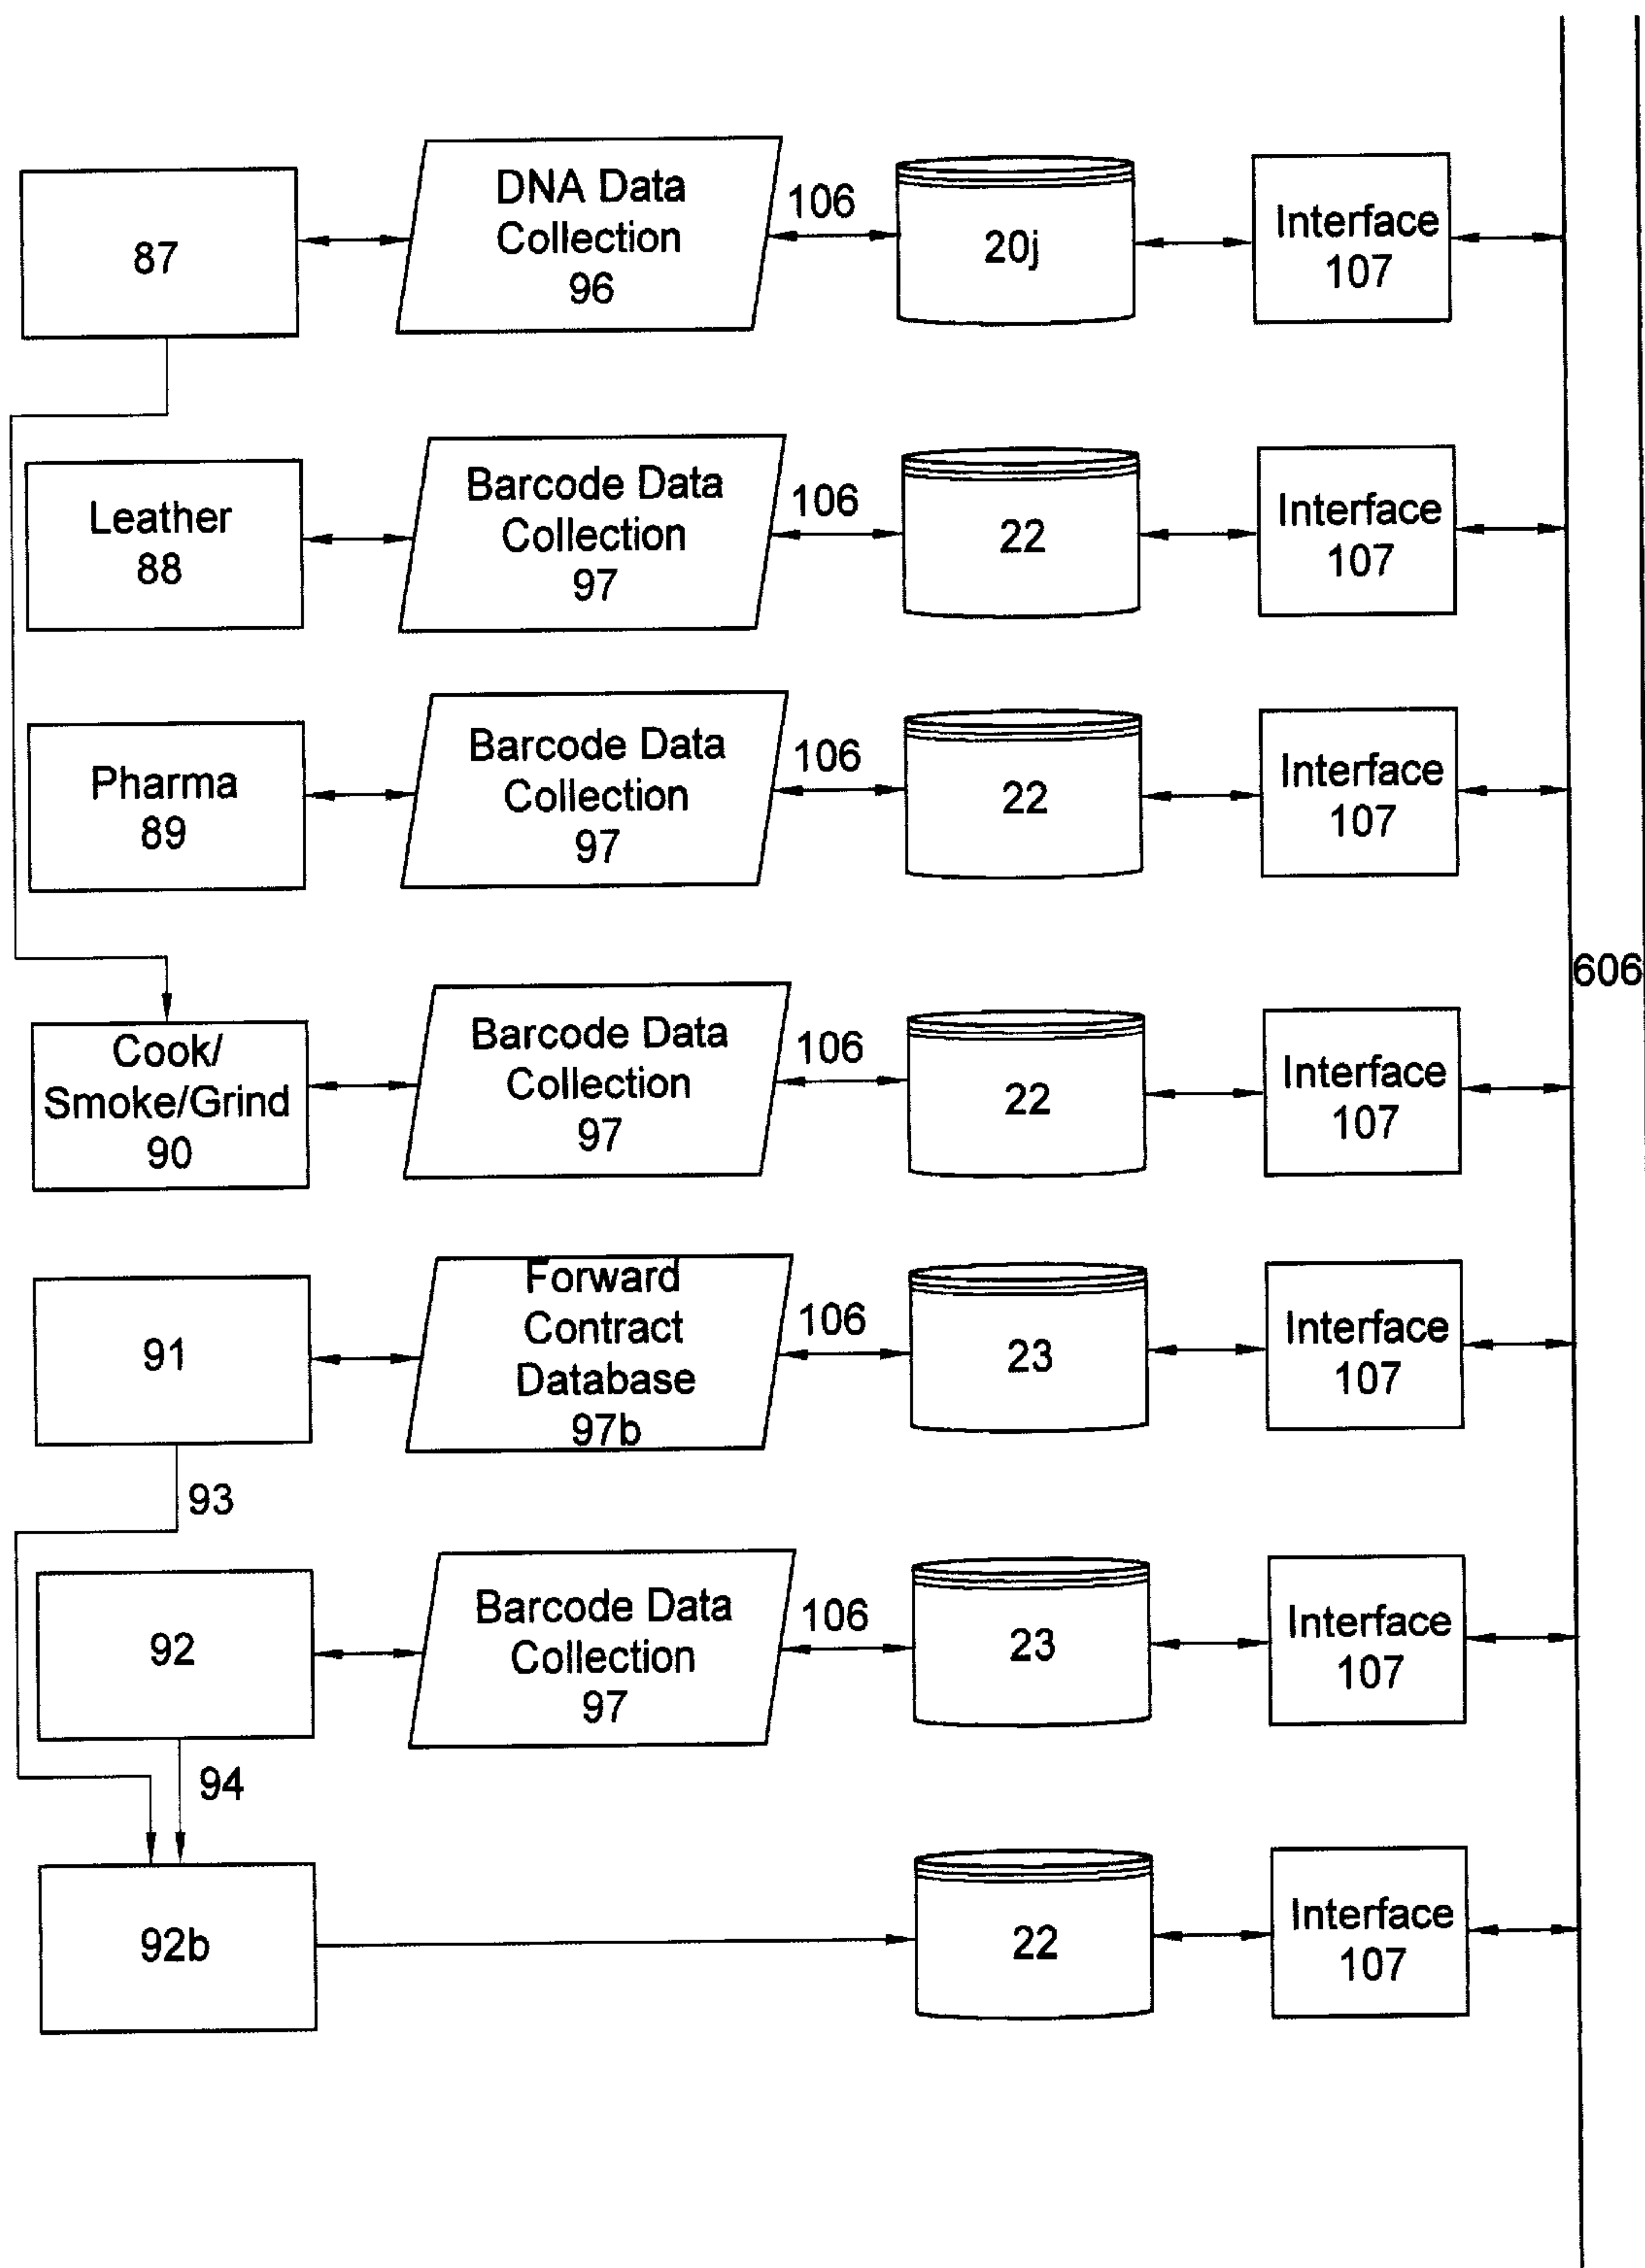 87
DNA Data
Collection
96
106
20j
Interface
107
Leather
88
Barcode Data
Collection
97
106
22
Interface
107
Pharma
89
Barcode Data
Collection
97
106
22
Interface
107
606
Cook/
Smoke/Grind
90
Barcode Data
Collection
97
106
22
Interface
107
91
Forward
Contract
Database
97b
106
23
Interface
107
93
92
Barcode Data
Collection
97
106
23
Interface
107
94
92b
22
Interface
107